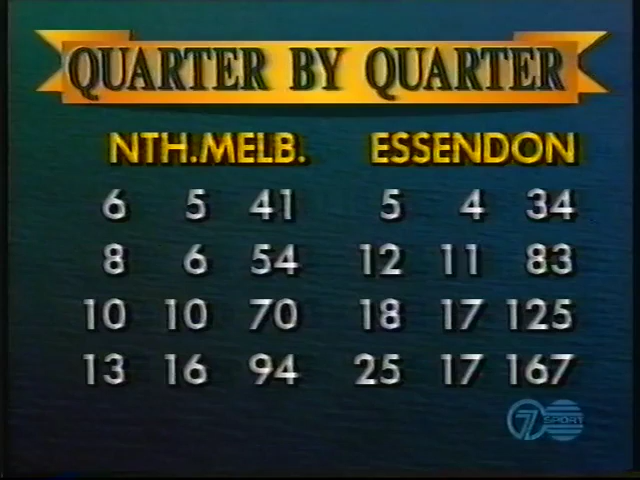 QUARTER BY QUARTER
NTH.MELB. ESSENDON
6 5 41 5 4 34
8 6 54 12 11 83
10 10 70 18 17 125
13 16 94 25 17 167
7 SPORT